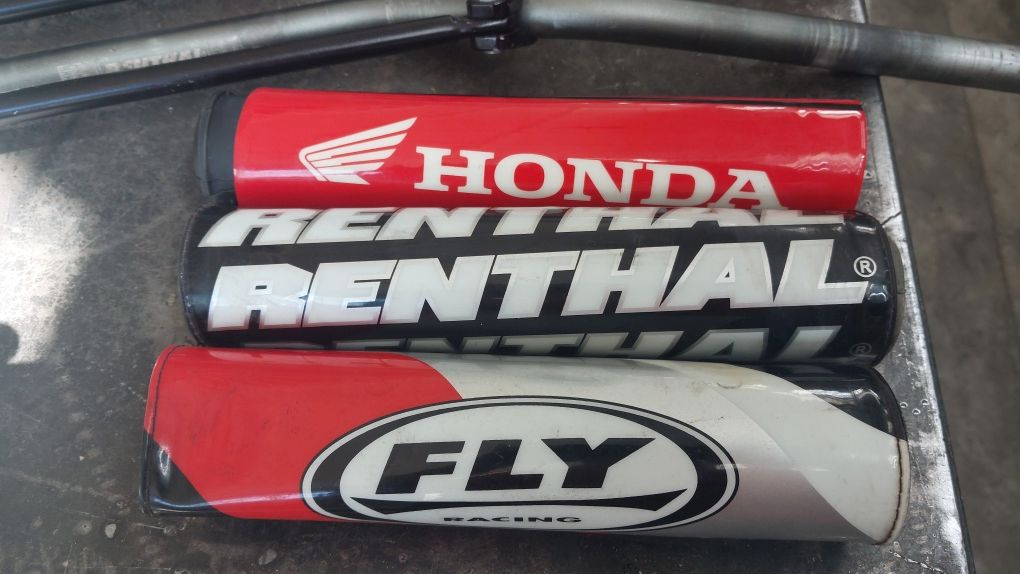 HONDA
RENTHAL
RENTHAL®
RENTHAL®
FLY
RACING